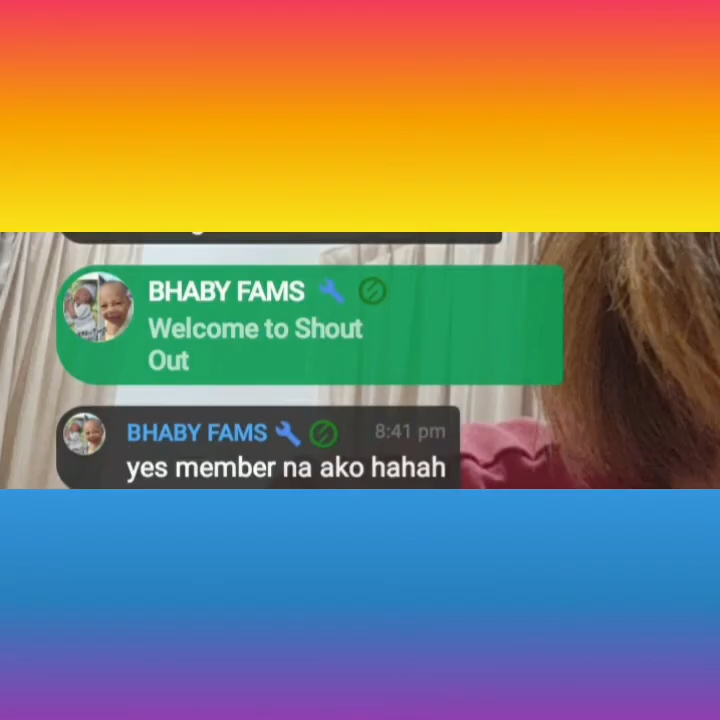 BHABY FAMS
Welcome to Shout
Out
BHABY FAMS 8:41 pm
yes member na ako hahah